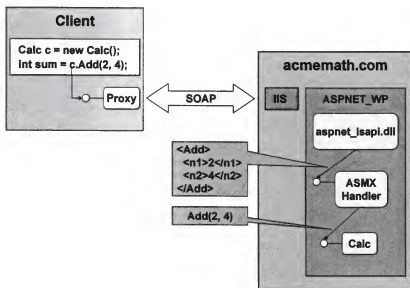 Client
Calc c = new Calc();
int sum = c.Add(2, 4);
Proxy
SOAP
acmemath.com
IIS
ASPNET_WP
aspnet_isapi.dll
<Add>
<n1>2</n1>
<n2>4</n2>
</Add>
ASMX
Handler
Add(2, 4)
Calc